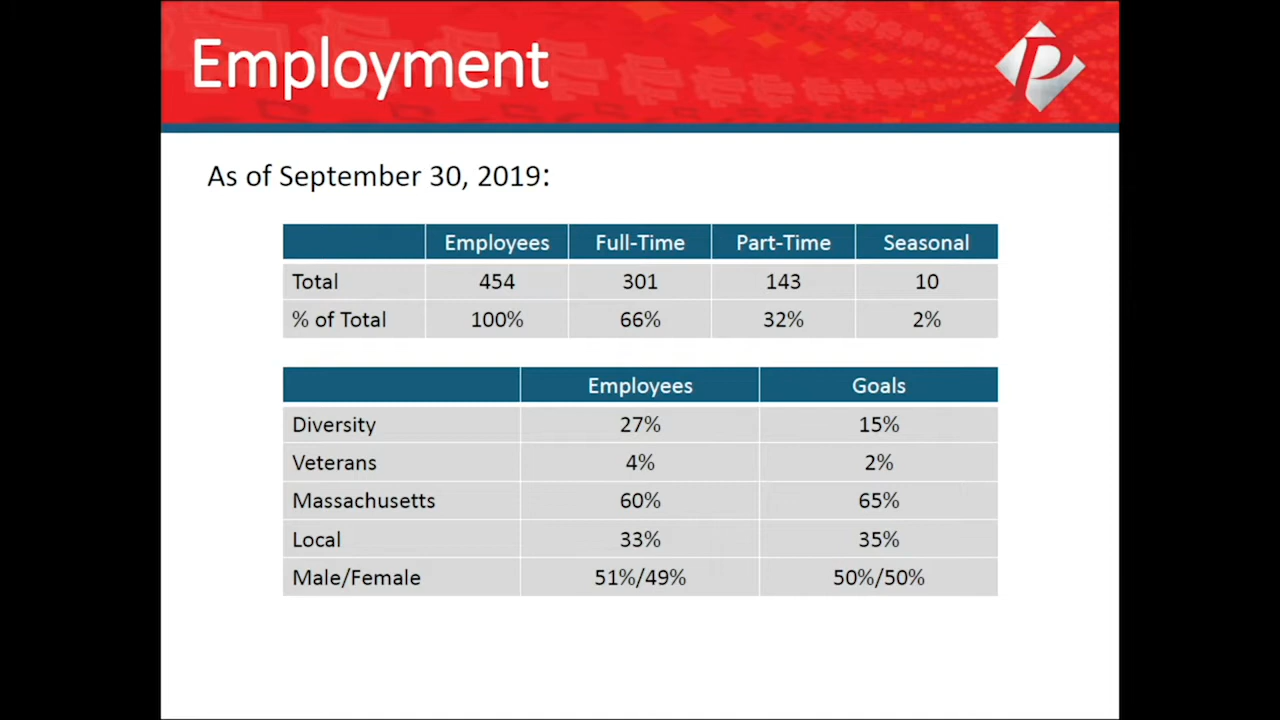 Employment
As of September 30, 2019:
Employees Full-Time Part-Time Seasonal
Total 454 301 143 10
% of Total 100% 66% 32% 2%
Employees Goals
Diversity 27% 15%
Veterans 4% 2%
Massachusetts 60% 65%
Local 33% 35%
Male/Female 51%/49% 50%/50%